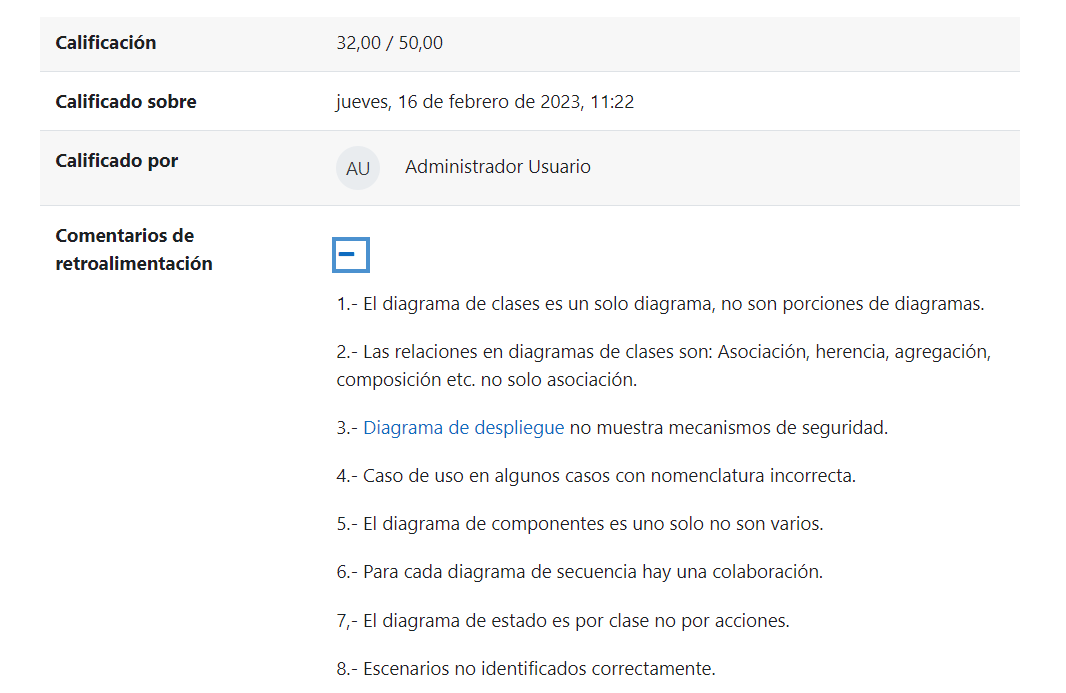 Calificación 32,00 / 50,00
Calificado sobre jueves, 16 de febrero de 2023, 11:22
Calificado por AU Administrador Usuario
Comentarios de
retroalimentación
1.- El diagrama de clases es un solo diagrama, no son porciones de diagramas.
2.- Las relaciones en diagramas de clases son: Asociación, herencia, agregación,
composición etc. no solo asociación.
3.- Diagrama de despliegue no muestra mecanismos de seguridad.
4.- Caso de uso en algunos casos con nomenclatura incorrecta.
5.- El diagrama de componentes es uno solo no son varios.
6.- Para cada diagrama de secuencia hay una colaboración.
7,- El diagrama de estado es por clase no por acciones.
8.- Escenarios no identificados correctamente.